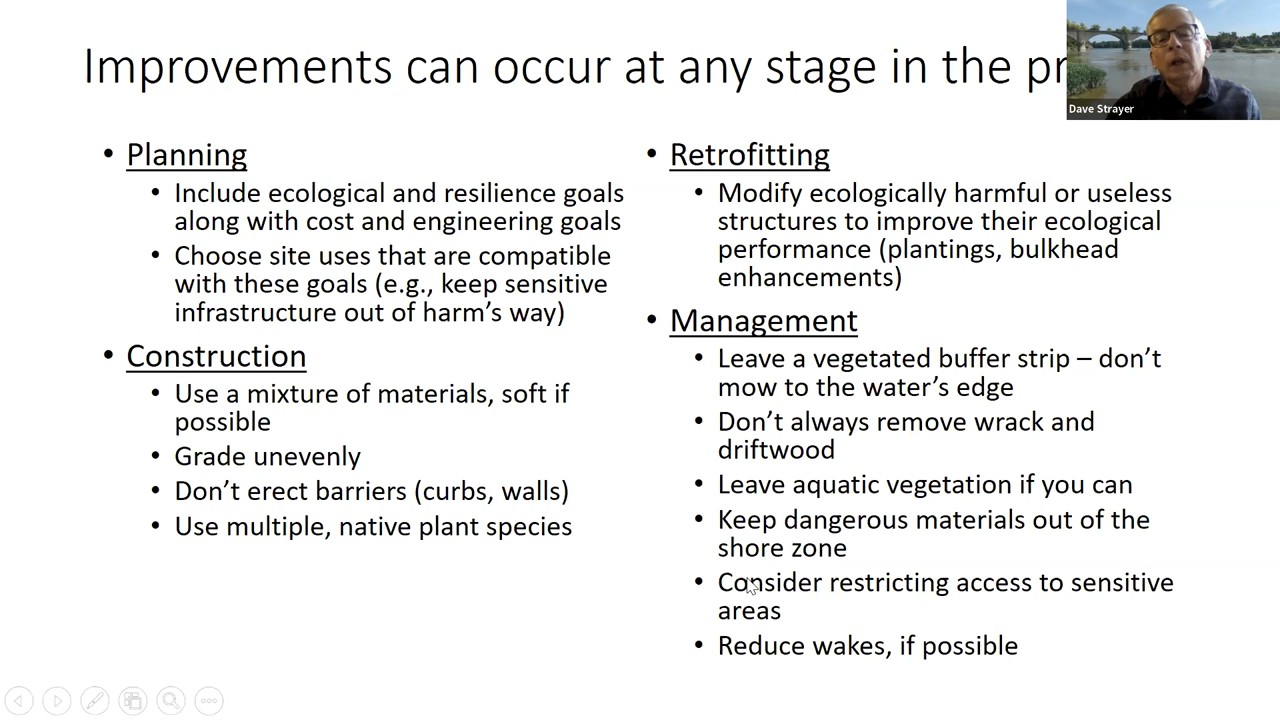 Improvements can occur at any stage in the
Dave Strayer
• Planning
• Include ecological and resilience goals
along with cost and engineering goals
• Choose site uses that are compatible
with these goals (e.g., keep sensitive
infrastructure out of harm's way)
• Construction
• Use a mixture of materials, soft if
possible
• Grade unevenly
• Don't erect barriers (curbs, walls)
• Use multiple, native plant species
• Retrofitting
• Modify ecologically harmful or useless
structures to improve their ecological
performance (plantings, bulkhead
enhancements)
• Management
• Leave a vegetated buffer strip – don't
mow to the water's edge
• Don't always remove wrack and
driftwood
• Leave aquatic vegetation if you can
• Keep dangerous materials out of the
shore zone
• Consider restricting access to sensitive
areas
• Reduce wakes, if possible